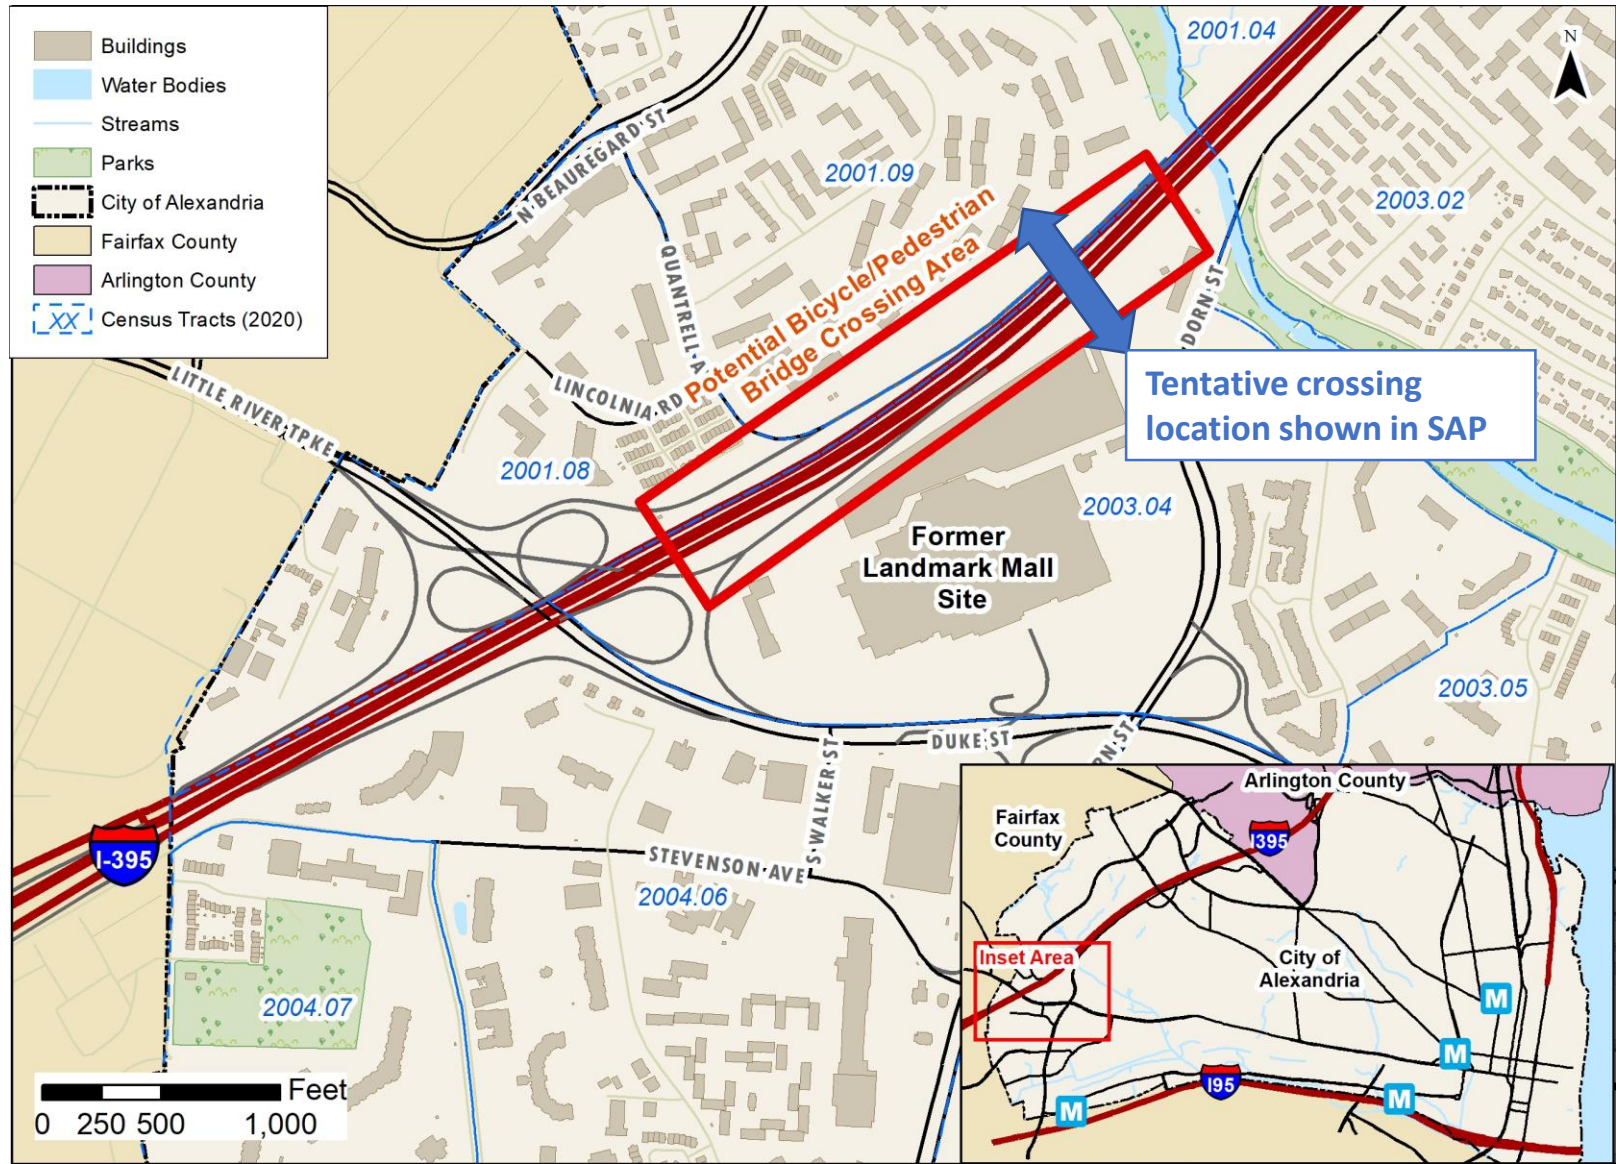 Buildings
Water Bodies
Streams
Parks
City of Alexandria
Fairfax County
Arlington County
XX Census Tracts (2020)
N
2001.04
N BEAUREGARD ST
2001.09
2003.02
QUANTRELL A
Potential Bicycle/Pedestrian
Bridge Crossing Area
DORN ST
LITTLE RIVER TPKE
LINCOLNIA RD
Tentative crossing
location shown in SAP
2001.08
2003.04
Former
Landmark Mall
Site
2003.05
DUKE ST
RN ST
S WALKER ST
I-395
STEVENSON AVE
2004.06
2004.07
Feet
0 250 500 1,000
Arlington County
Fairfax
County
I395
Inset Area
City of
Alexandria
M
M
I95
M
M